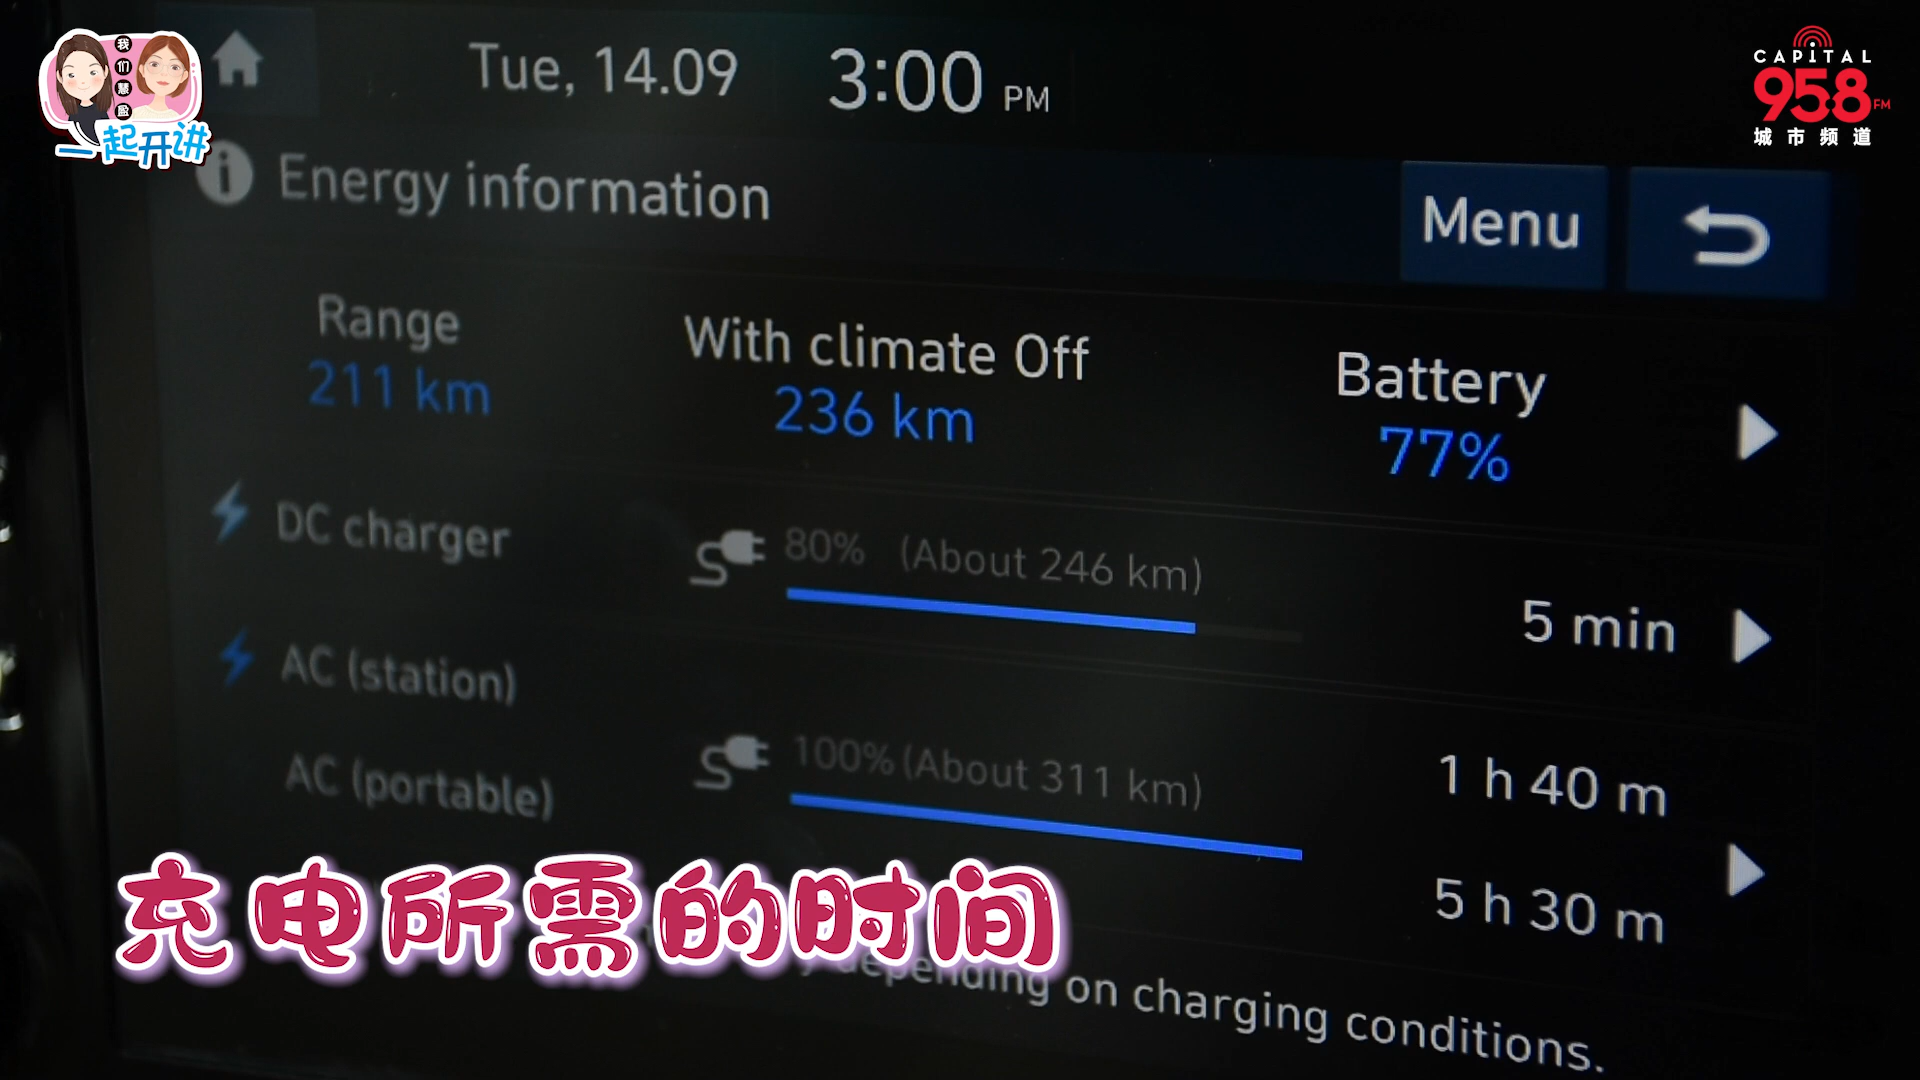 我们慧盈
一起开讲
CAPITAL
958FM
城市频道
Tue, 14.09 3:00 PM
Energy information
Menu
Range With climate Off Battery
211 km 236 km 77%
DC charger 80% (About 246 km) 5 min
AC (station)
100% (About 311 km) 1 h 40 m
AC (portable) 5 h 30 m
充电所需的时间
depending on charging conditions.